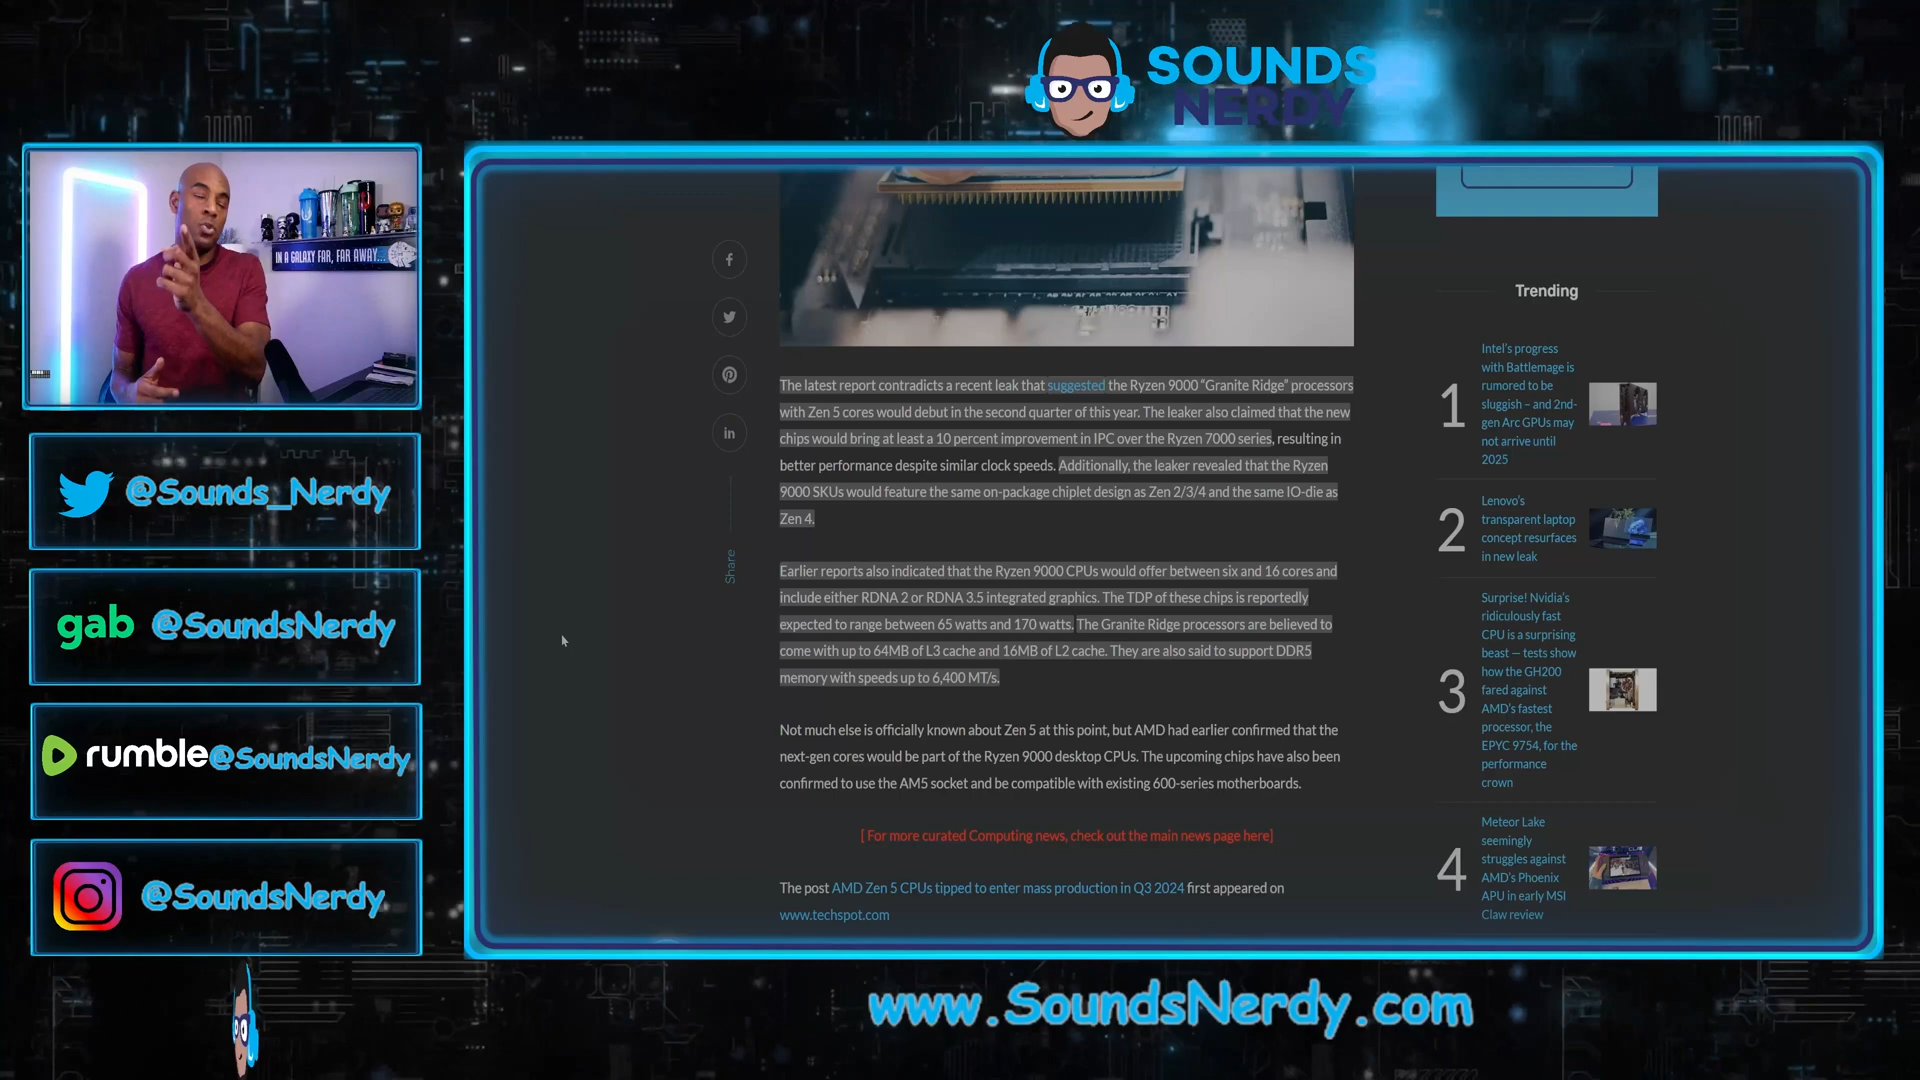 SOUNDS
NERDY
IN A GALAXY FAR, FAR AWAY...
@Sounds_Nerdy
gab @SoundsNerdy
rumble @SoundsNerdy
@SoundsNerdy
Share
The latest report contradicts a recent leak that suggested the Ryzen 9000 “Granite Ridge” processors
with Zen 5 cores would debut in the second quarter of this year. The leaker also claimed that the new
chips would bring at least a 10 percent improvement in IPC over the Ryzen 7000 series, resulting in
better performance despite similar clock speeds. Additionally, the leaker revealed that the Ryzen
9000 SKUs would feature the same on-package chiplet design as Zen 2/3/4 and the same IO-die as
Zen 4.
Earlier reports also indicated that the Ryzen 9000 CPUs would offer between six and 16 cores and
include either RDNA 2 or RDNA 3.5 integrated graphics. The TDP of these chips is reportedly
expected to range between 65 watts and 170 watts. The Granite Ridge processors are believed to
come with up to 64MB of L3 cache and 16MB of L2 cache. They are also said to support DDR5
memory with speeds up to 6,400 MT/s.
Not much else is officially known about Zen 5 at this point, but AMD had earlier confirmed that the
next-gen cores would be part of the Ryzen 9000 desktop CPUs. The upcoming chips have also been
confirmed to use the AM5 socket and be compatible with existing 600-series motherboards.
[ For more curated Computing news, check out the main news page here]
The post AMD Zen 5 CPUs tipped to enter mass production in Q3 2024 first appeared on
www.techspot.com
Trending
1
Intel’s progress
with Battlemage is
rumored to be
sluggish – and 2nd-
gen Arc GPUs may
not arrive until
2025
2
Lenovo’s
transparent laptop
concept resurfaces
in new leak
3
Surprise! Nvidia’s
ridiculously fast
CPU is a surprising
beast — tests show
how the GH200
fared against
AMD’s fastest
processor, the
EPYC 9754, for the
performance
crown
4
Meteor Lake
seemingly
struggles against
AMD’s Phoenix
APU in early MSI
Claw review
www.SoundsNerdy.com